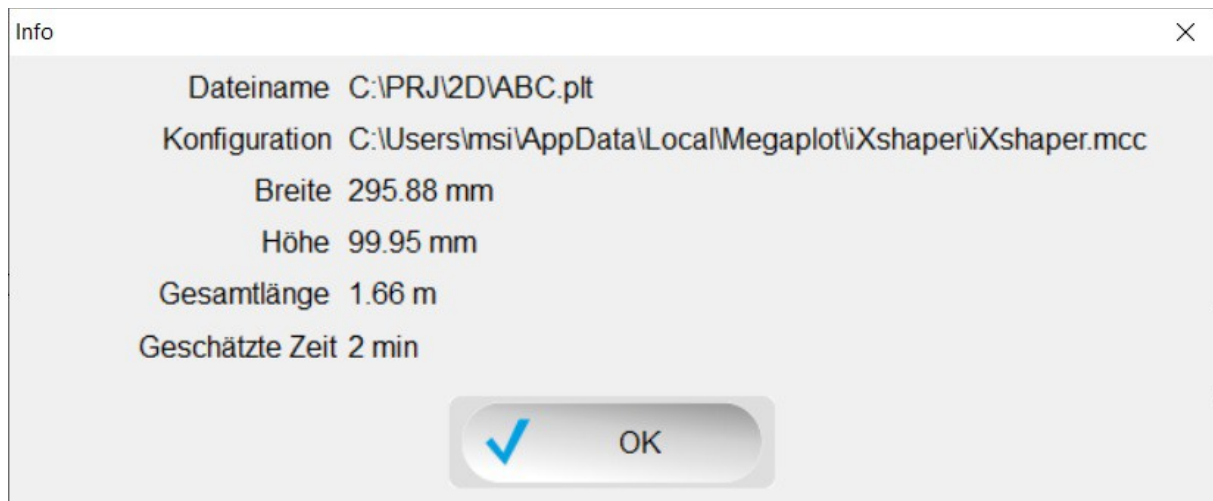 Info
Dateiname C:\PRJ\2D\ABC.plt
Konfiguration C:\Users\msi\AppData\Local\Megaplot\iXshaper\iXshaper.mcc
Breite 295.88 mm
Höhe 99.95 mm
Gesamtlänge 1.66 m
Geschätzte Zeit 2 min
OK